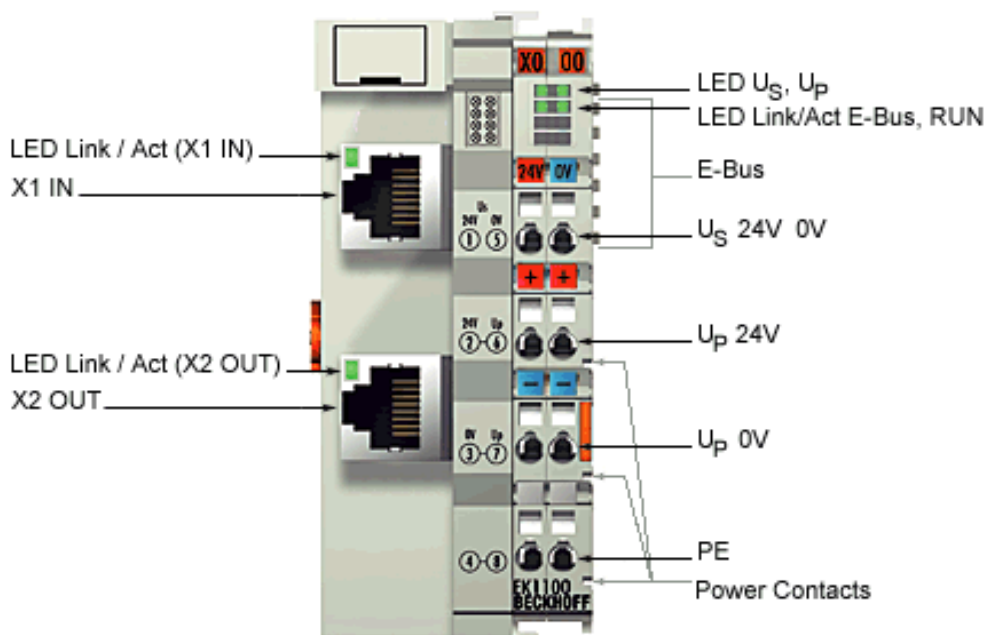 X0 00
LED US, UP
LED Link/Act E-Bus, RUN
LED Link / Act (X1 IN)
X1 IN
E-Bus
24V 0V
Us
24V 0V
1 5
US 24V 0V
+ +
24V Up
2 6
UP 24V
LED Link / Act (X2 OUT)
X2 OUT
- -
0V Up
3 7
UP 0V
4 8
PE
EK1100
BECKHOFF
Power Contacts